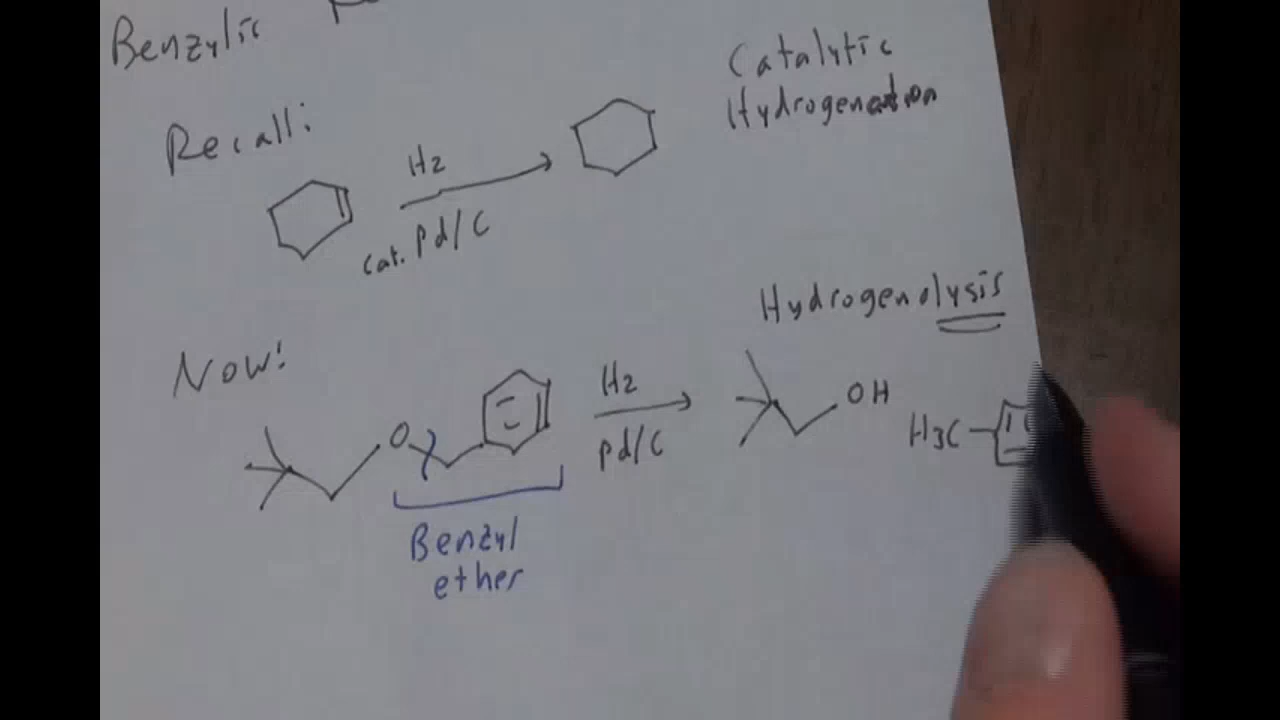 Benzylic
Recall:
Catalytic
Hydrogenation
H2
cat. Pd/C
Hydrogenolysis
Now!
O
H2
Pd/C
OH
H3C
Benzyl
ether